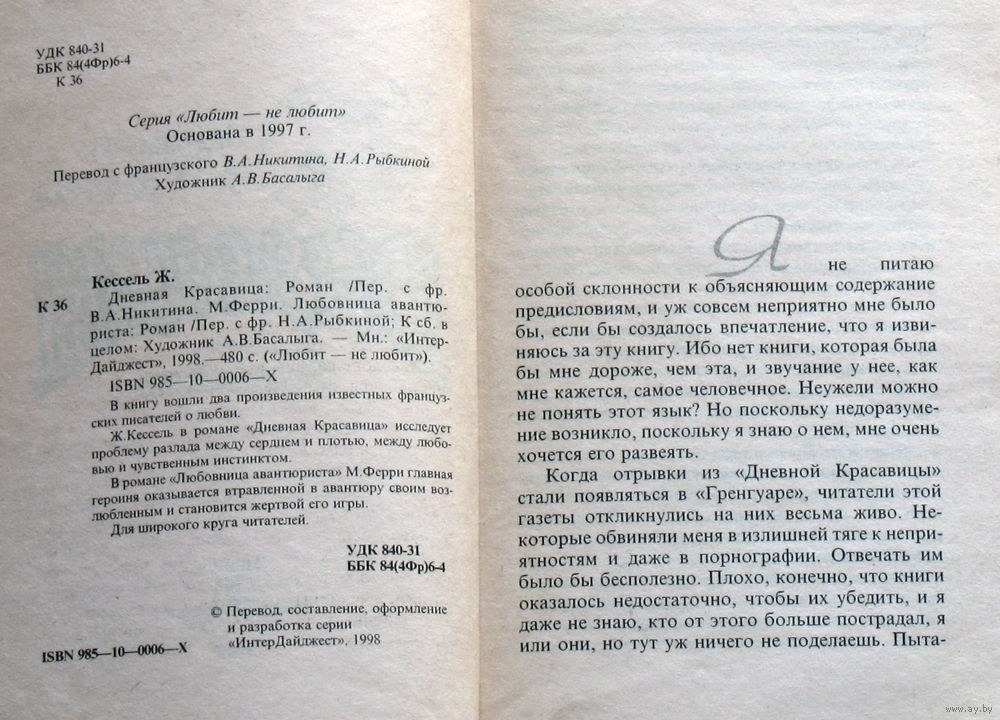 УДК 840-31
ББК 84(4Фр)6-4
К 36
Серия «Любит — не любит»
Основана в 1997 г.
Перевод с французского В.А.Никитина, Н.А.Рыбкиной
Художник А.В.Басалыга
Кессель Ж.
К 36
Дневная Красавица: Роман /Пер. с фр.
В.А.Никитина. М.Ферри. Любовница авантю-
риста: Роман /Пер. с фр. Н.А.Рыбкиной; К сб. в
целом: Художник А.В.Басалыга. — Мн.: «Интер-
Дайджест», 1998.—480 с. («Любит — не любит»).
ISBN 985—10—0006—X
В книгу вошли два произведения известных француз-
ских писателей о любви.
Ж.Кессель в романе «Дневная Красавица» исследует
проблему разлада между сердцем и плотью, между любо-
вью и чувственным инстинктом.
В романе «Любовница авантюриста» М.Ферри главная
героиня оказывается втравленной в авантюру своим воз-
любленным и становится жертвой его игры.
Для широкого круга читателей.
УДК 840-31
ББК 84(4Фр)6-4
© Перевод, составление, оформление
и разработка серии
«ИнтерДайджест», 1998
ISBN 985—10—0006—X
Я не питаю
особой склонности к объясняющим содержание
предисловиям, и уж совсем неприятно мне было
бы, если бы создалось впечатление, что я изви-
няюсь за эту книгу. Ибо нет книги, которая была
бы мне дороже, чем эта, и звучание у нее, как
мне кажется, самое человечное. Неужели можно
не понять этот язык? Но поскольку недоразуме-
ние возникло, поскольку я знаю о нем, мне очень
хочется его развеять.
Когда отрывки из «Дневной Красавицы»
стали появляться в «Гренгуаре», читатели этой
газеты откликнулись на них весьма живо. Не-
которые обвиняли меня в излишней тяге к непри-
ятностям и даже в порнографии. Отвечать им
было бы бесполезно. Плохо, конечно, что книги
оказалось недостаточно, чтобы их убедить, и я
даже не знаю, кто от этого больше пострадал, я
или они, но тут уж ничего не поделаешь. Пыта-
www.ay.by